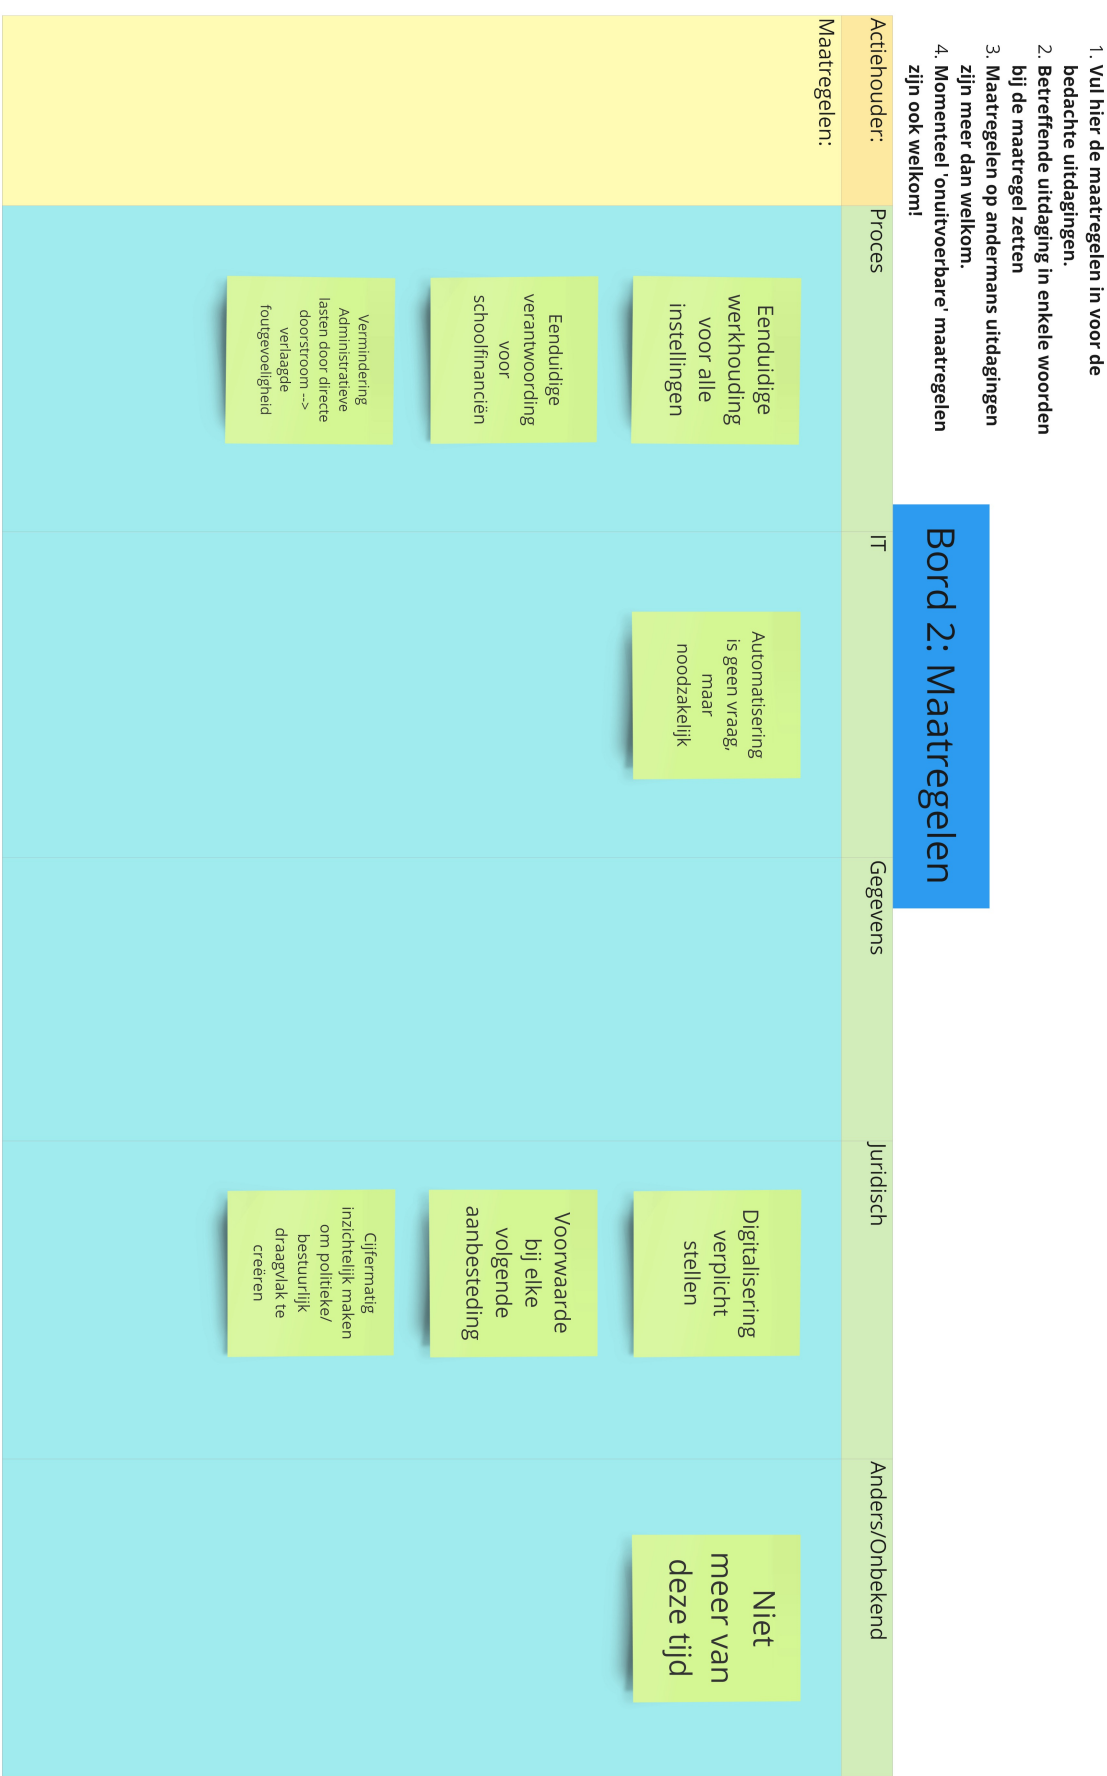 1. Vul hier de maatregelen in voor de
bedachte uitdagingen.
2. Betreffende uitdaging in enkele woorden
bij de maatregel zetten
3. Maatregelen op andermans uitdagingen
zijn meer dan welkom.
4. Momenteel 'onuitvoerbare' maatregelen
zijn ook welkom!
Bord 2: Maatregelen
Actiehouder:
Proces
IT
Gegevens
Juridisch
Anders/Onbekend
Maatregelen:
Eenduidige
werkhouding
voor alle
instellingen
Eenduidige
verantwoording
voor
schoolfinanciën
Vermindering
Administratieve
lasten door directe
doorstroom -->
verlaagde
foutgevoeligheid
Automatisering
is geen vraag,
maar
noodzakelijk
Digitalisering
verplicht
stellen
Voorwaarde
bij elke
volgende
aanbesteding
Cijfermatig
inzichtelijk maken
om politieke/
bestuurlijk
draagvlak te
creëren
Niet
meer van
deze tijd